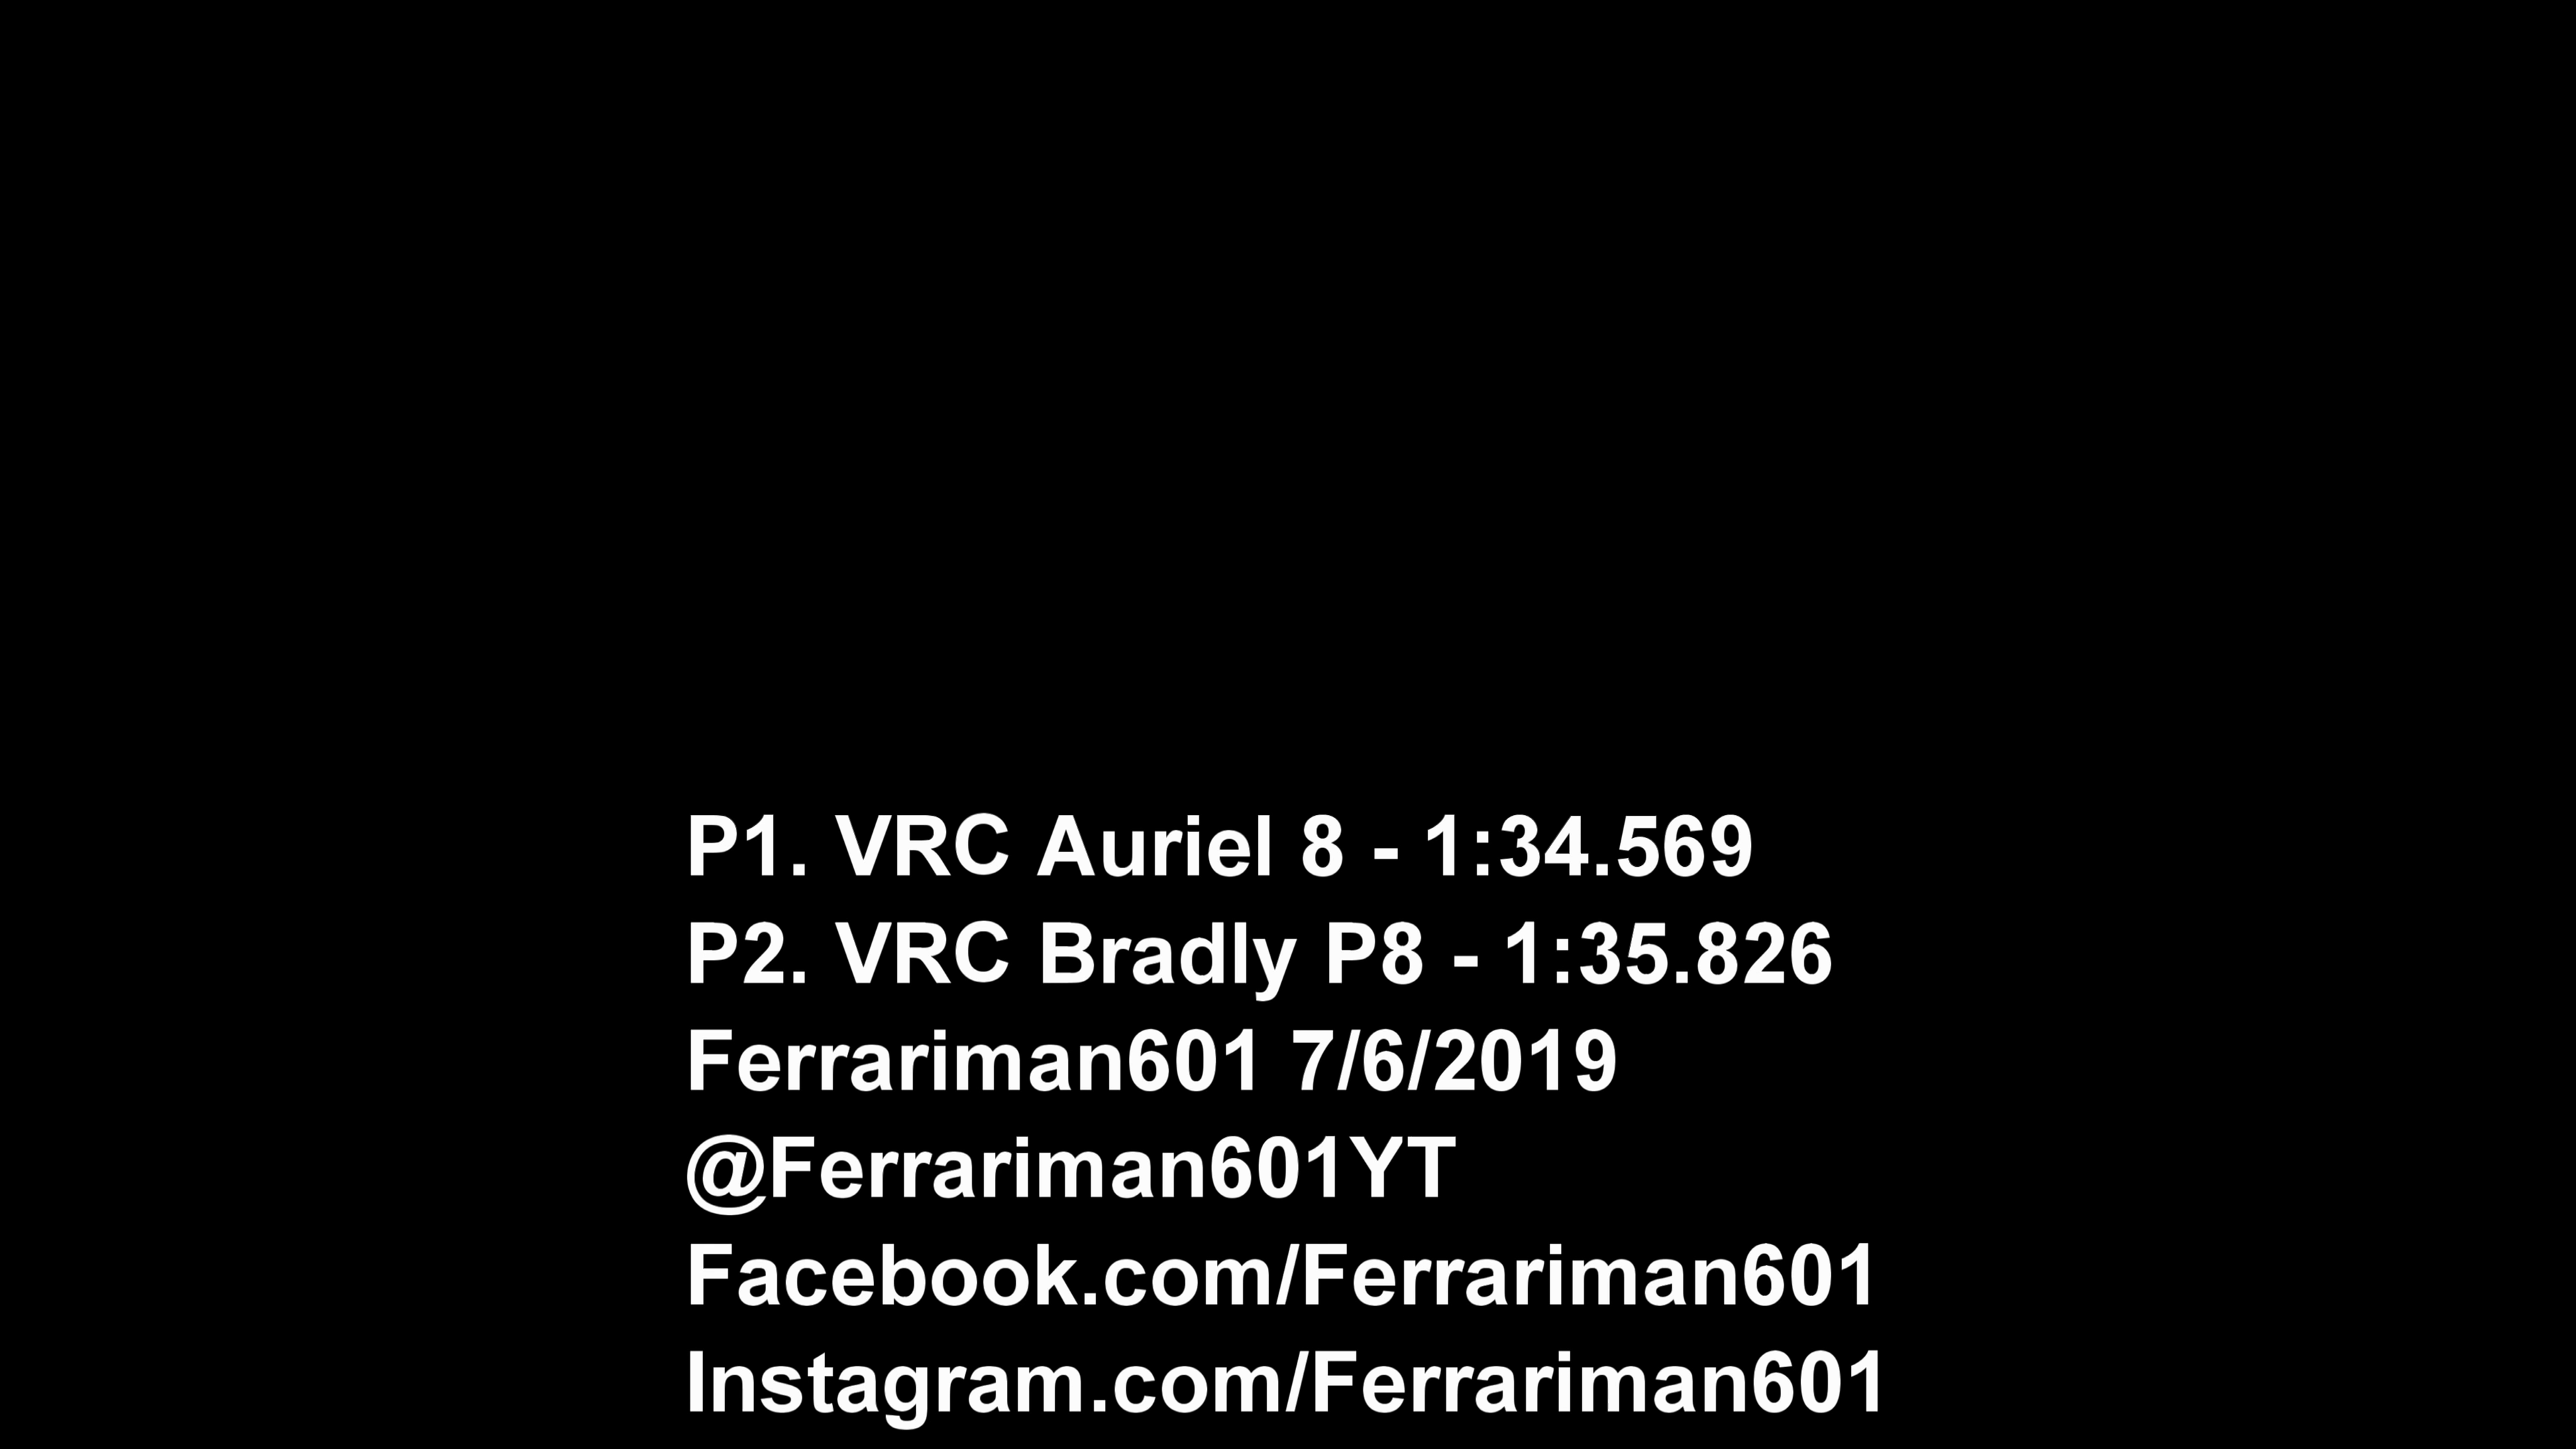 P1. VRC Auriel 8 - 1:34.569
P2. VRC Bradly P8 - 1:35.826
Ferrariman601 7/6/2019
@Ferrariman601YT
Facebook.com/Ferrariman601
Instagram.com/Ferrariman601